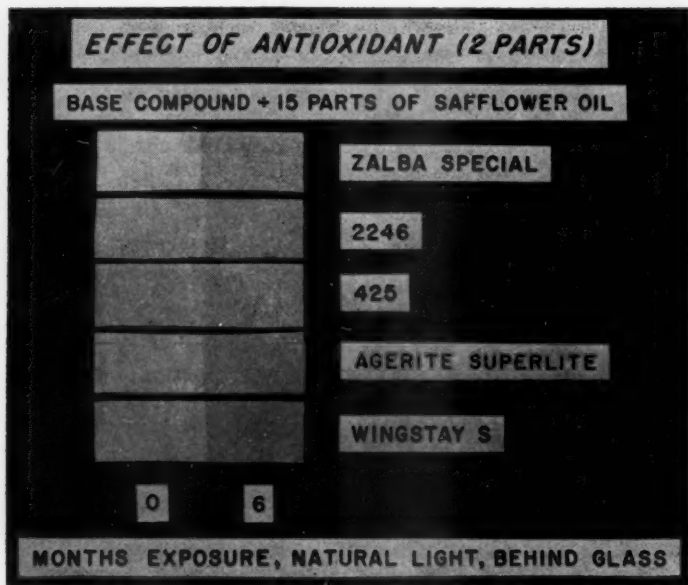 EFFECT OF ANTIOXIDANT (2 PARTS)
BASE COMPOUND + 15 PARTS OF SAFFLOWER OIL
ZALBA SPECIAL
2246
425
AGERITE SUPERLITE
WINGSTAY S
0 6
MONTHS EXPOSURE, NATURAL LIGHT, BEHIND GLASS